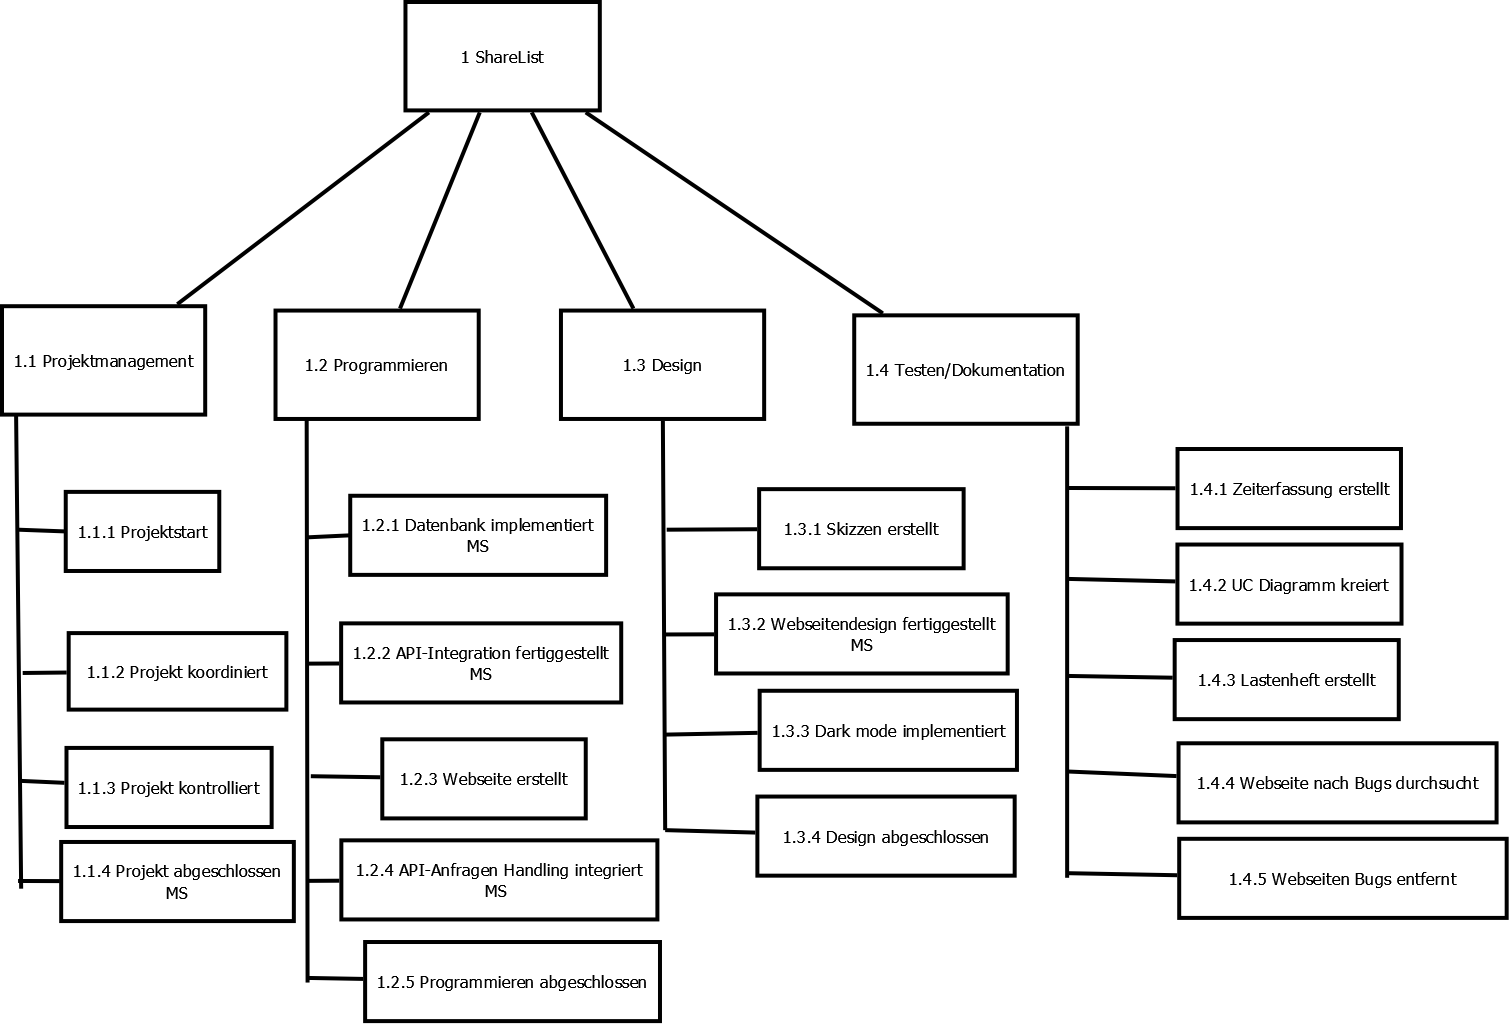 1 ShareList
1.1 Projektmanagement
1.2 Programmieren
1.3 Design
1.4 Testen/Dokumentation
1.1.1 Projektstart
1.1.2 Projekt koordiniert
1.1.3 Projekt kontrolliert
1.1.4 Projekt abgeschlossen
MS
1.2.1 Datenbank implementiert
MS
1.2.2 API-Integration fertiggestellt
MS
1.2.3 Webseite erstellt
1.2.4 API-Anfragen Handling integriert
MS
1.2.5 Programmieren abgeschlossen
1.3.1 Skizzen erstellt
1.3.2 Webseitendesign fertiggestellt
MS
1.3.3 Dark mode implementiert
1.3.4 Design abgeschlossen
1.4.1 Zeiterfassung erstellt
1.4.2 UC Diagramm kreiert
1.4.3 Lastenheft erstellt
1.4.4 Webseite nach Bugs durchsucht
1.4.5 Webseiten Bugs entfernt